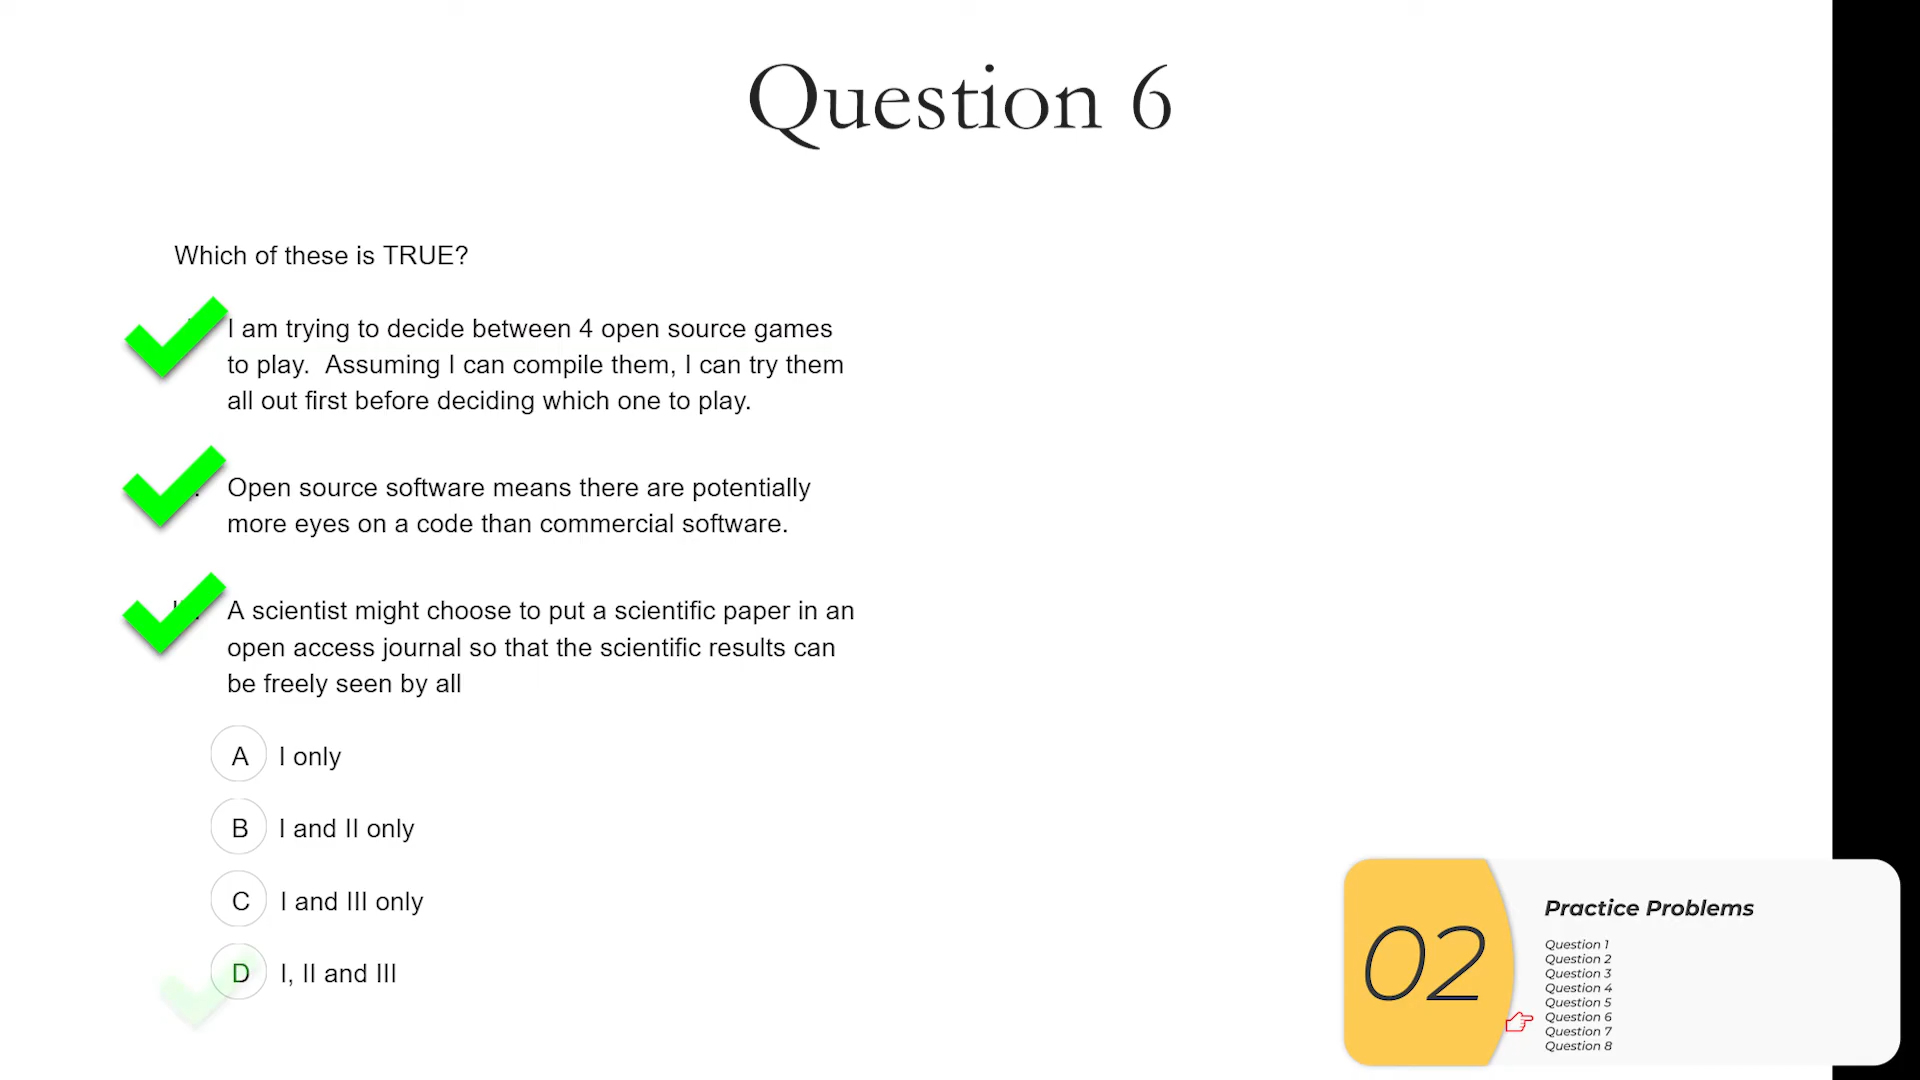 Question 6
Which of these is TRUE?
I am trying to decide between 4 open source games
to play. Assuming I can compile them, I can try them
all out first before deciding which one to play.
Open source software means there are potentially
more eyes on a code than commercial software.
A scientist might choose to put a scientific paper in an
open access journal so that the scientific results can
be freely seen by all
A I only
B I and II only
C I and III only
D I, II and III
02
Practice Problems
Question 1
Question 2
Question 3
Question 4
Question 5
Question 6
Question 7
Question 8